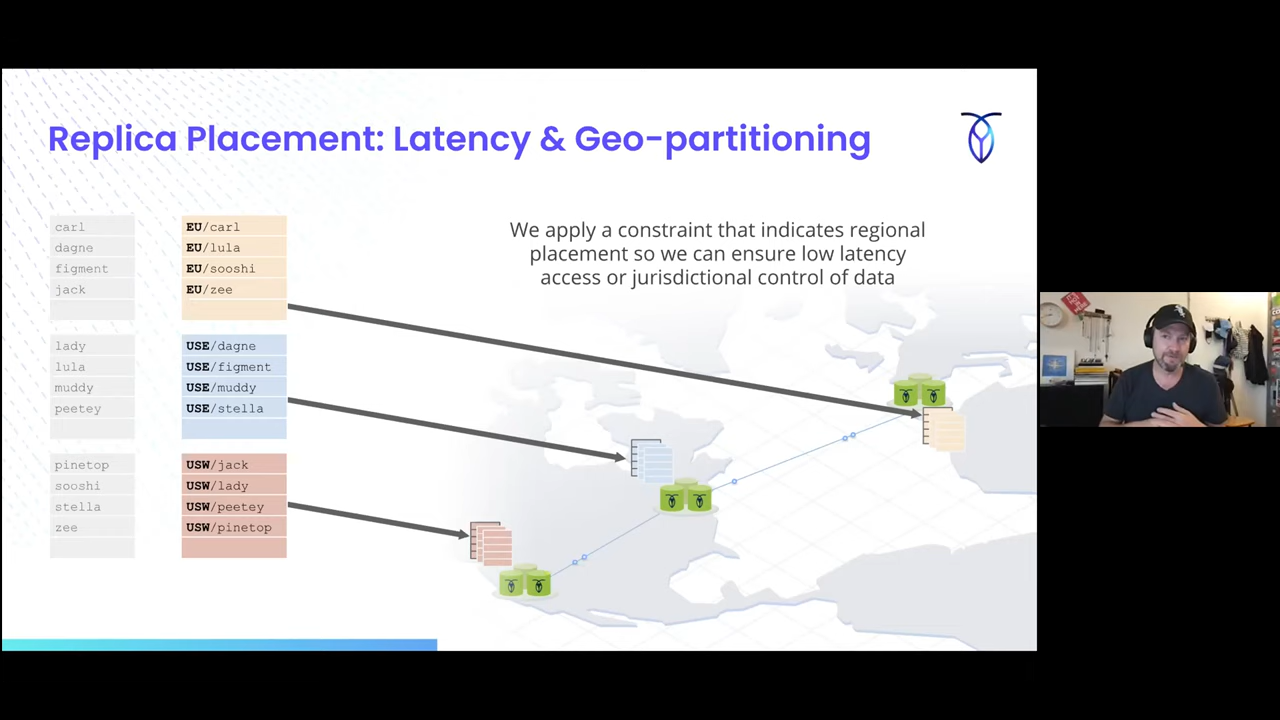 Replica Placement: Latency & Geo-partitioning
We apply a constraint that indicates regional
placement so we can ensure low latency
access or jurisdictional control of data
carl
dagne
figment
jack
EU/carl
EU/lula
EU/sooshi
EU/zee
lady
lula
muddy
peetey
USE/dagne
USE/figment
USE/muddy
USE/stella
pinetop
sooshi
stella
zee
USW/jack
USW/lady
USW/peetey
USW/pinetop